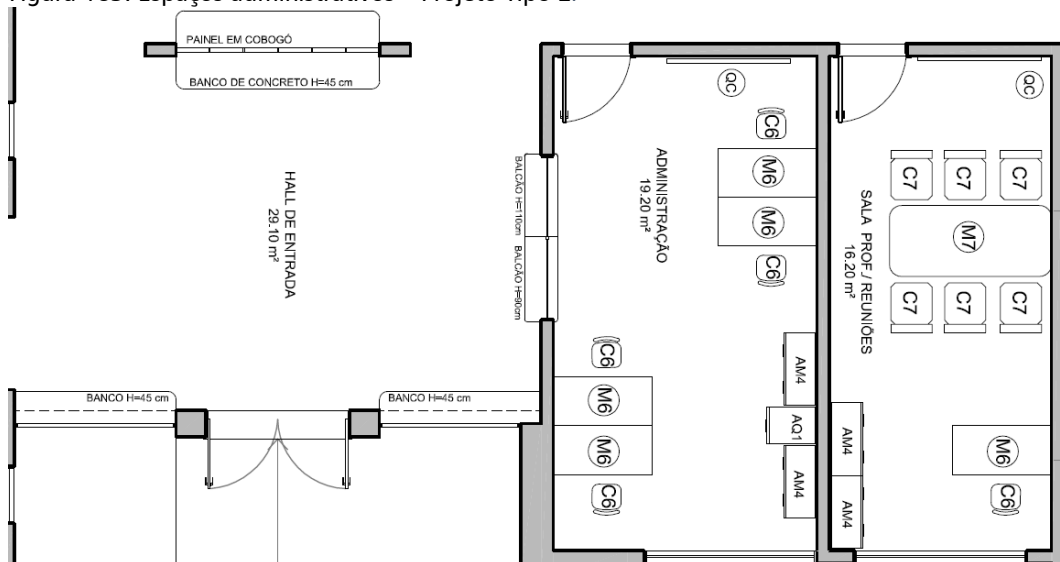 Figura Espaços administrativos – Projeto Tipo 2.
PAINEL EM COBOGÓ
BANCO DE CONCRETO H=45 cm
HALL DE ENTRADA
29.10 m²
BALCÃO H=110cm
BALCÃO H=90cm
BANCO H=45 cm
BANCO H=45 cm
ADMINISTRAÇÃO
19.20 m²
QC
C6
M6
M6
C6
C6
M6
M6
C6
AM4
AQ1
AM4
SALA PROF./ REUNIÕES
16.20 m²
QC
C7
C7
C7
M7
C7
C7
C7
AM4
AM4
M6
C6